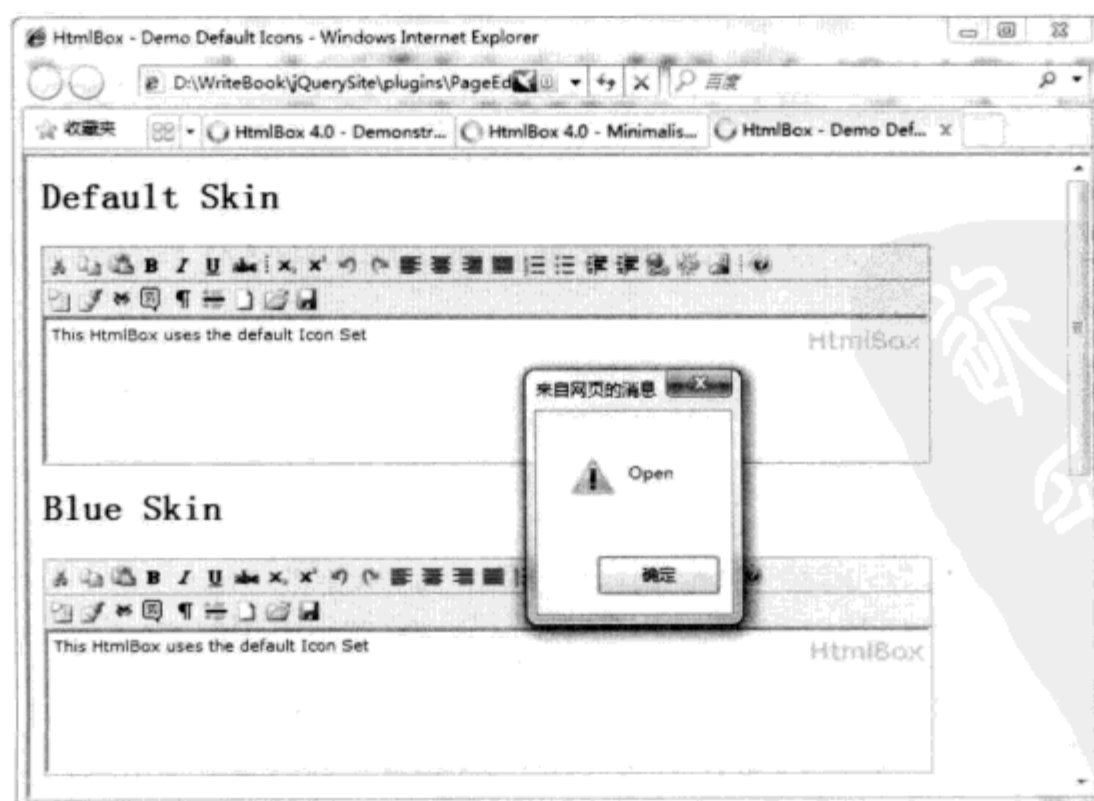 HtmlBox - Demo Default Icons - Windows Internet Explorer
D:\WriteBook\jQuerySite\plugins\PageEd
百度
收藏夹
HtmlBox 4.0 - Demonstr...
HtmlBox 4.0 - Minimalis...
HtmlBox - Demo Def...
Default Skin
This HtmlBox uses the default Icon Set
HtmlBox
来自网页的消息
Open
确定
Blue Skin
This HtmlBox uses the default Icon Set
HtmlBox